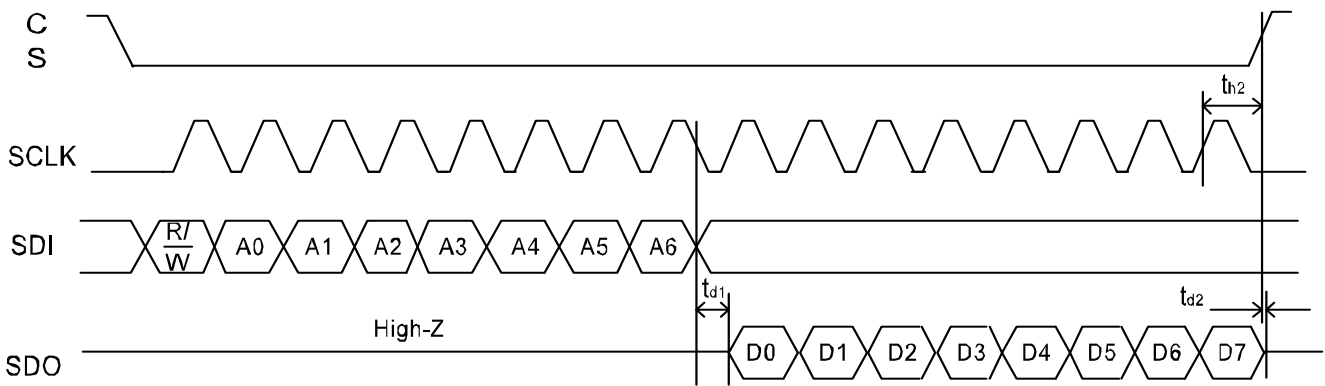 C
S
th2
SCLK
SDI
R/
W
A0
A1
A2
A3
A4
A5
A6
td1
td2
High-Z
SDO
D0
D1
D2
D3
D4
D5
D6
D7